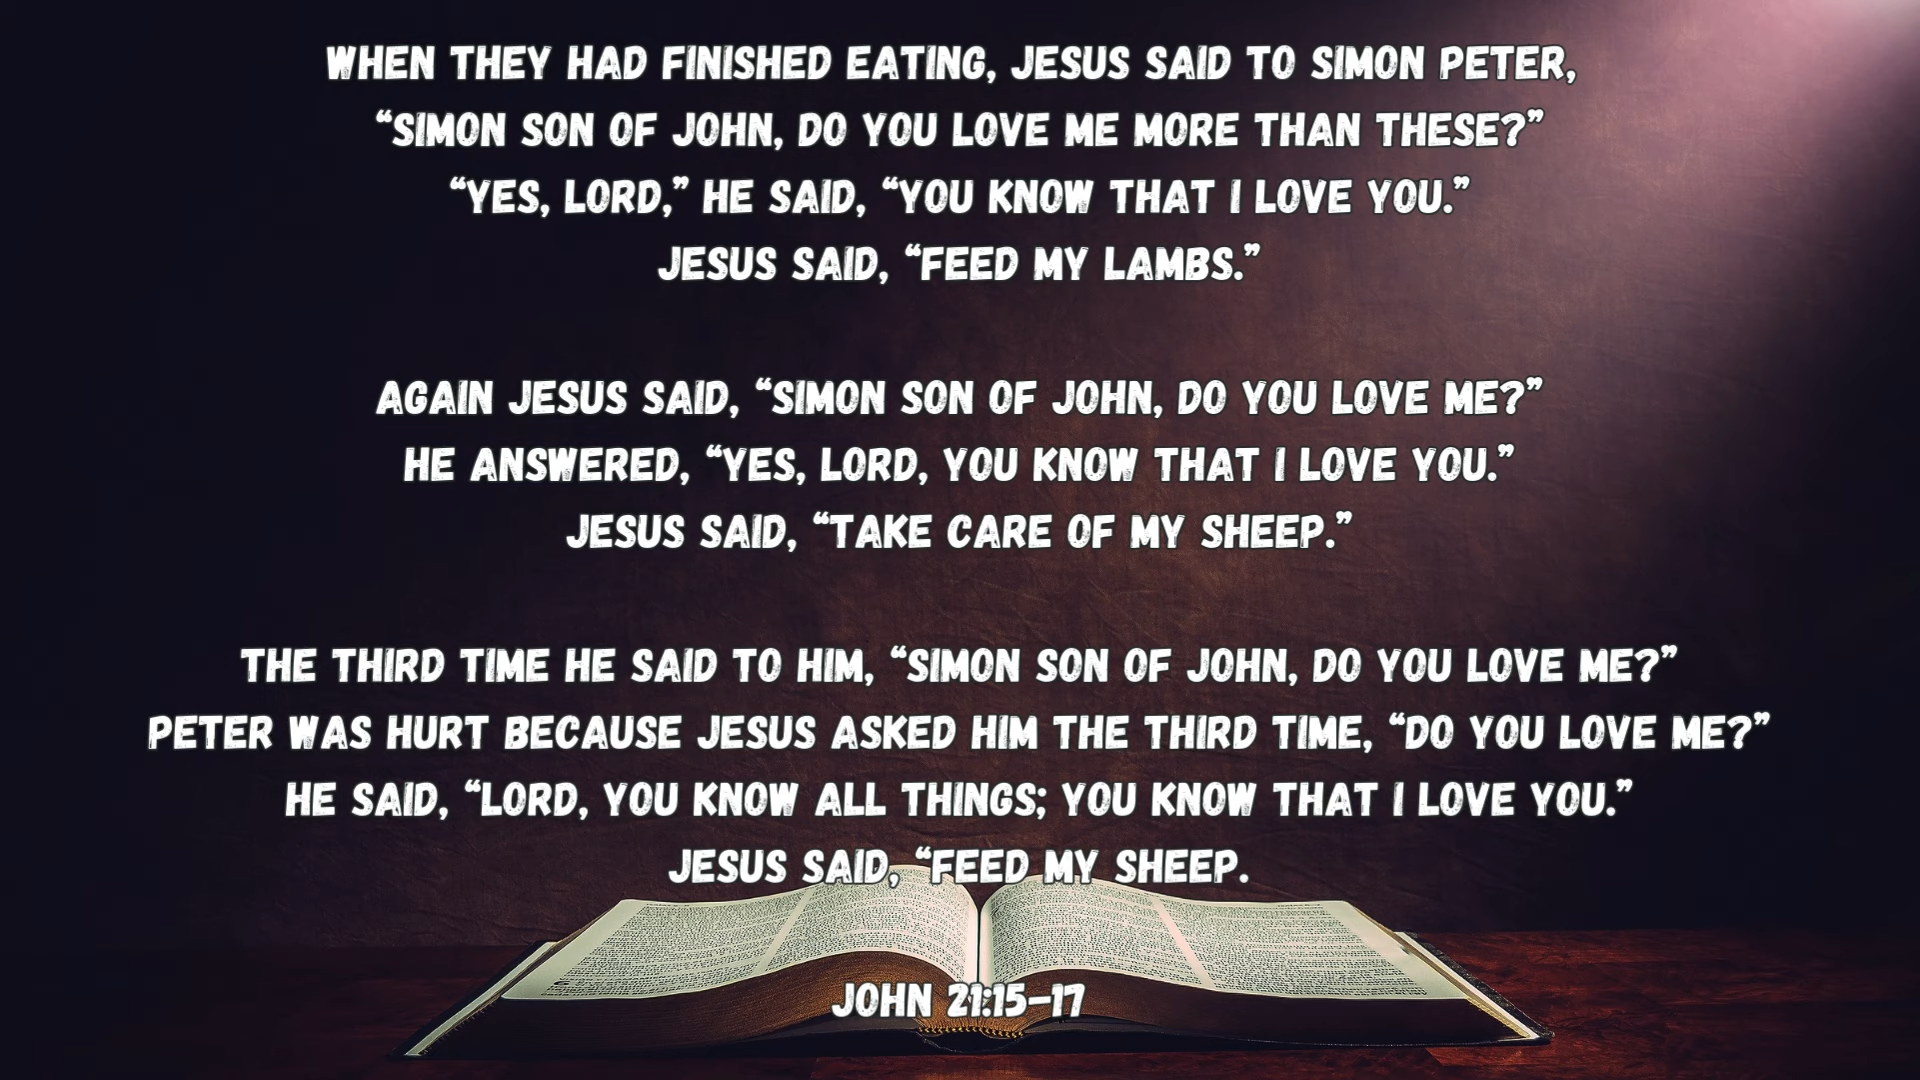 WHEN THEY HAD FINISHED EATING, JESUS SAID TO SIMON PETER,
“SIMON SON OF JOHN, DO YOU LOVE ME MORE THAN THESE?”
“YES, LORD,” HE SAID, “YOU KNOW THAT I LOVE YOU.”
JESUS SAID, “FEED MY LAMBS.”
AGAIN JESUS SAID, “SIMON SON OF JOHN, DO YOU LOVE ME?”
HE ANSWERED, “YES, LORD, YOU KNOW THAT I LOVE YOU.”
JESUS SAID, “TAKE CARE OF MY SHEEP.”
THE THIRD TIME HE SAID TO HIM, “SIMON SON OF JOHN, DO YOU LOVE ME?”
PETER WAS HURT BECAUSE JESUS ASKED HIM THE THIRD TIME, “DO YOU LOVE ME?”
HE SAID, “LORD, YOU KNOW ALL THINGS; YOU KNOW THAT I LOVE YOU.”
JESUS SAID, “FEED MY SHEEP.
JOHN 21:15–17